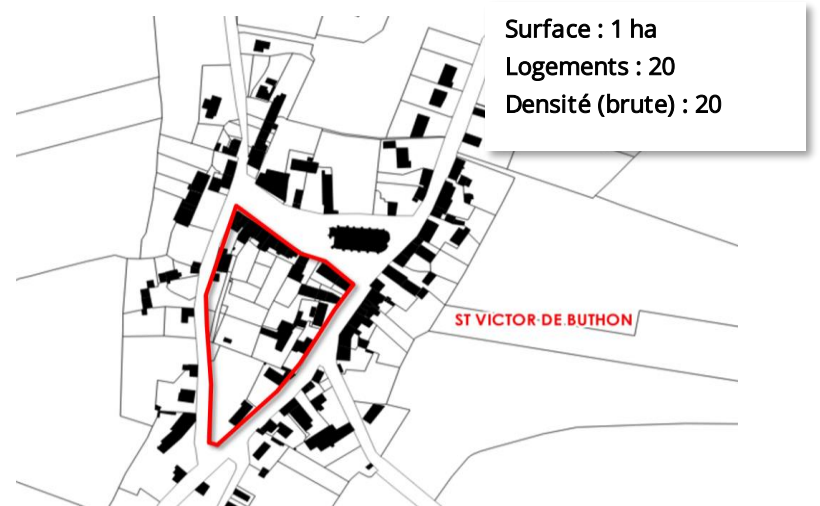 Surface : 1 ha
Logements : 20
Densité (brute) : 20
ST VICTOR DE BUTHON